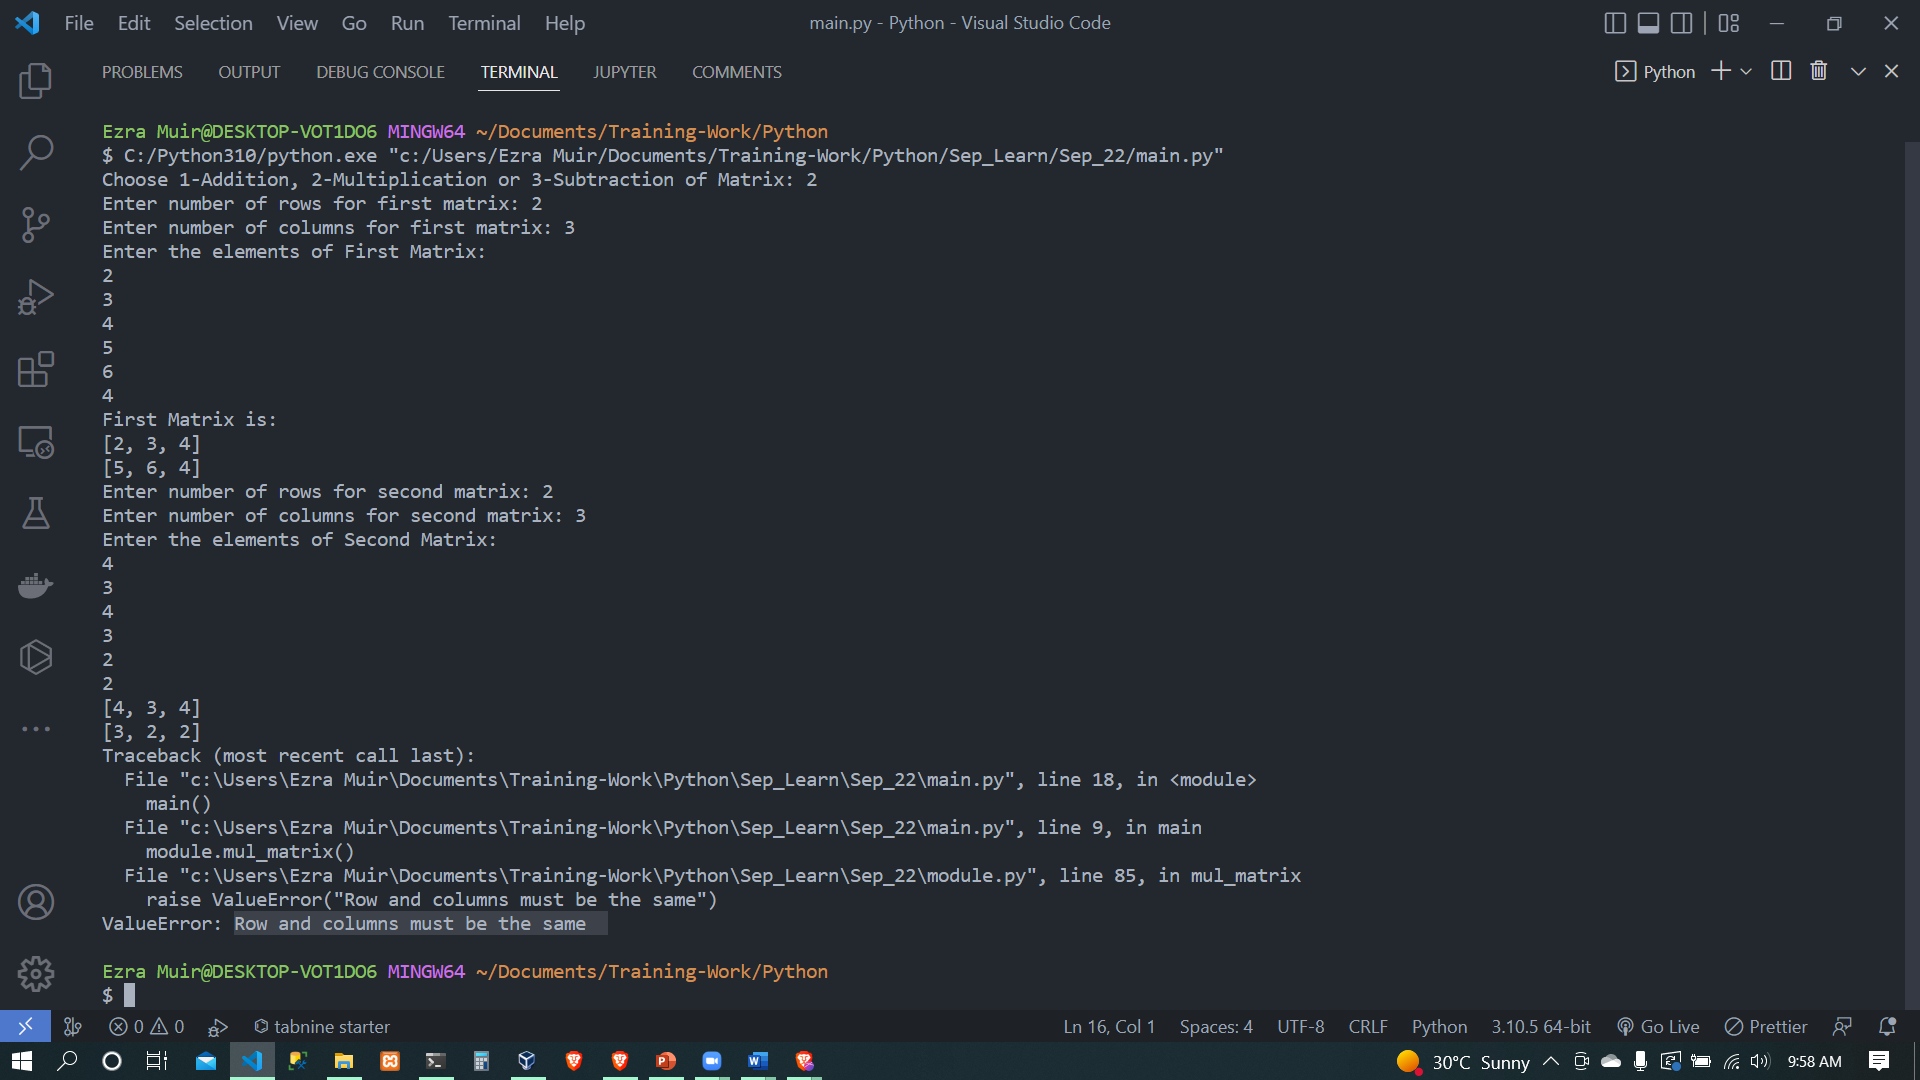 File Edit Selection View Go Run Terminal Help main.py - Python - Visual Studio Code
PROBLEMS OUTPUT DEBUG CONSOLE TERMINAL JUPYTER COMMENTS Python
Ezra Muir@DESKTOP-VOT1DO6 MINGW64 ~/Documents/Training-Work/Python
$ C:/Python310/python.exe "c:/Users/Ezra Muir/Documents/Training-Work/Python/Sep_Learn/Sep_22/main.py"
Choose 1-Addition, 2-Multiplication or 3-Subtraction of Matrix: 2
Enter number of rows for first matrix: 2
Enter number of columns for first matrix: 3
Enter the elements of First Matrix:
2
3
4
5
6
4
First Matrix is:
[2, 3, 4]
[5, 6, 4]
Enter number of rows for second matrix: 2
Enter number of columns for second matrix: 3
Enter the elements of Second Matrix:
4
3
4
3
2
2
[4, 3, 4]
[3, 2, 2]
Traceback (most recent call last):
  File "c:\Users\Ezra Muir\Documents\Training-Work\Python\Sep_Learn\Sep_22\main.py", line 18, in <module>
    main()
  File "c:\Users\Ezra Muir\Documents\Training-Work\Python\Sep_Learn\Sep_22\main.py", line 9, in main
    module.mul_matrix()
  File "c:\Users\Ezra Muir\Documents\Training-Work\Python\Sep_Learn\Sep_22\module.py", line 85, in mul_matrix
    raise ValueError("Row and columns must be the same")
ValueError: Row and columns must be the same
Ezra Muir@DESKTOP-VOT1DO6 MINGW64 ~/Documents/Training-Work/Python
$
0 0 tabnine starter Ln 16, Col 1 Spaces: 4 UTF-8 CRLF Python 3.10.5 64-bit Go Live Prettier
30°C Sunny 9:58 AM